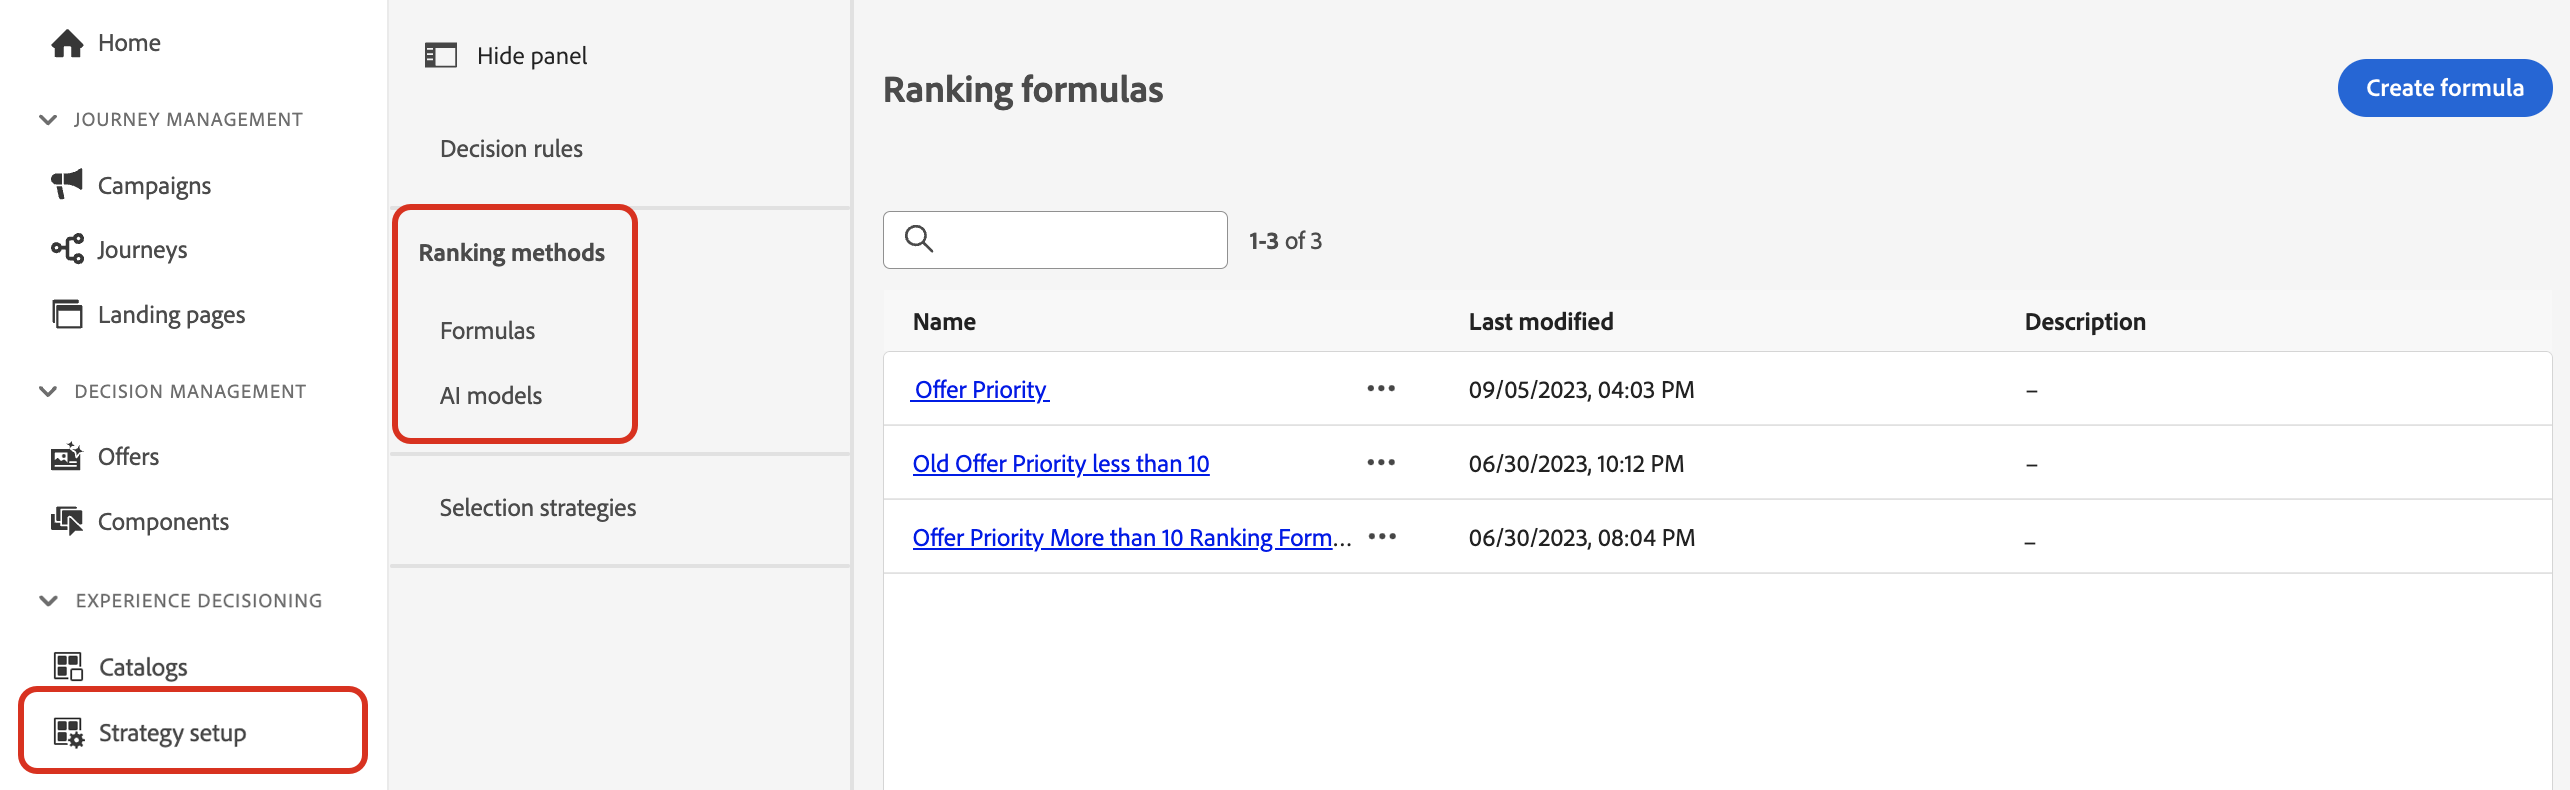 Home
JOURNEY MANAGEMENT
Campaigns
Journeys
Landing pages
DECISION MANAGEMENT
Offers
Components
EXPERIENCE DECISIONING
Catalogs
Strategy setup
Hide panel
Decision rules
Ranking methods
Formulas
AI models
Selection strategies
Ranking formulas
Create formula
1-3 of 3
Name Last modified Description
Offer Priority ••• 09/05/2023, 04:03 PM –
Old Offer Priority less than 10 ••• 06/30/2023, 10:12 PM –
Offer Priority More than 10 Ranking Form... ••• 06/30/2023, 08:04 PM –